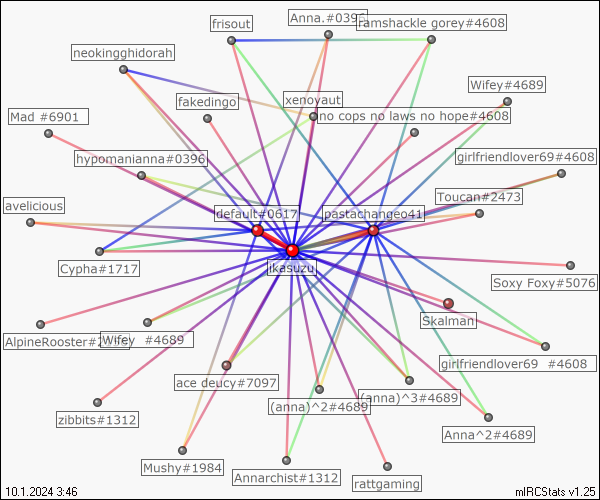 frisout
Anna.#0396
ramshackle gorey#4608
neokingghidorah
Wifey#4689
fakedingo
xenoyaut
no cops no laws no hope#4608
Mad #6901
hypomanianna#0396
girlfriendlover69#4608
Toucan#2473
avelicious
default#0617
pastachangeo41
Cypha#1717
ikasuzu
Soxy Foxy#5076
Skalman
AlpineRooster#2
Wifey #4689
girlfriendlover69 #4608
ace deucy#7097
(anna)^2#4689
(anna)^3#4689
zibbits#1312
Anna^2#4689
Mushy#1984
Annarchist#1312
rattgaming
10.1.2024 3:46
mIRCStats v1.25